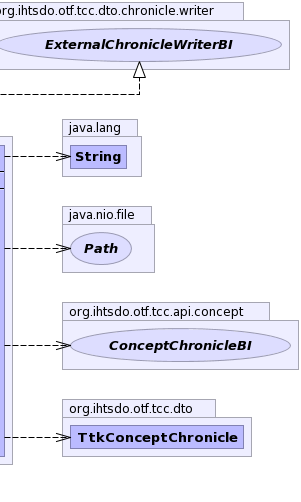 org.ihtsdo.otf.tcc.dto.chronicle.writer
ExternalChronicleWriterBI
java.lang
String
java.nio.file
Path
org.ihtsdo.otf.tcc.api.concept
ConceptChronicleBI
org.ihtsdo.otf.tcc.dto
TtkConceptChronicle